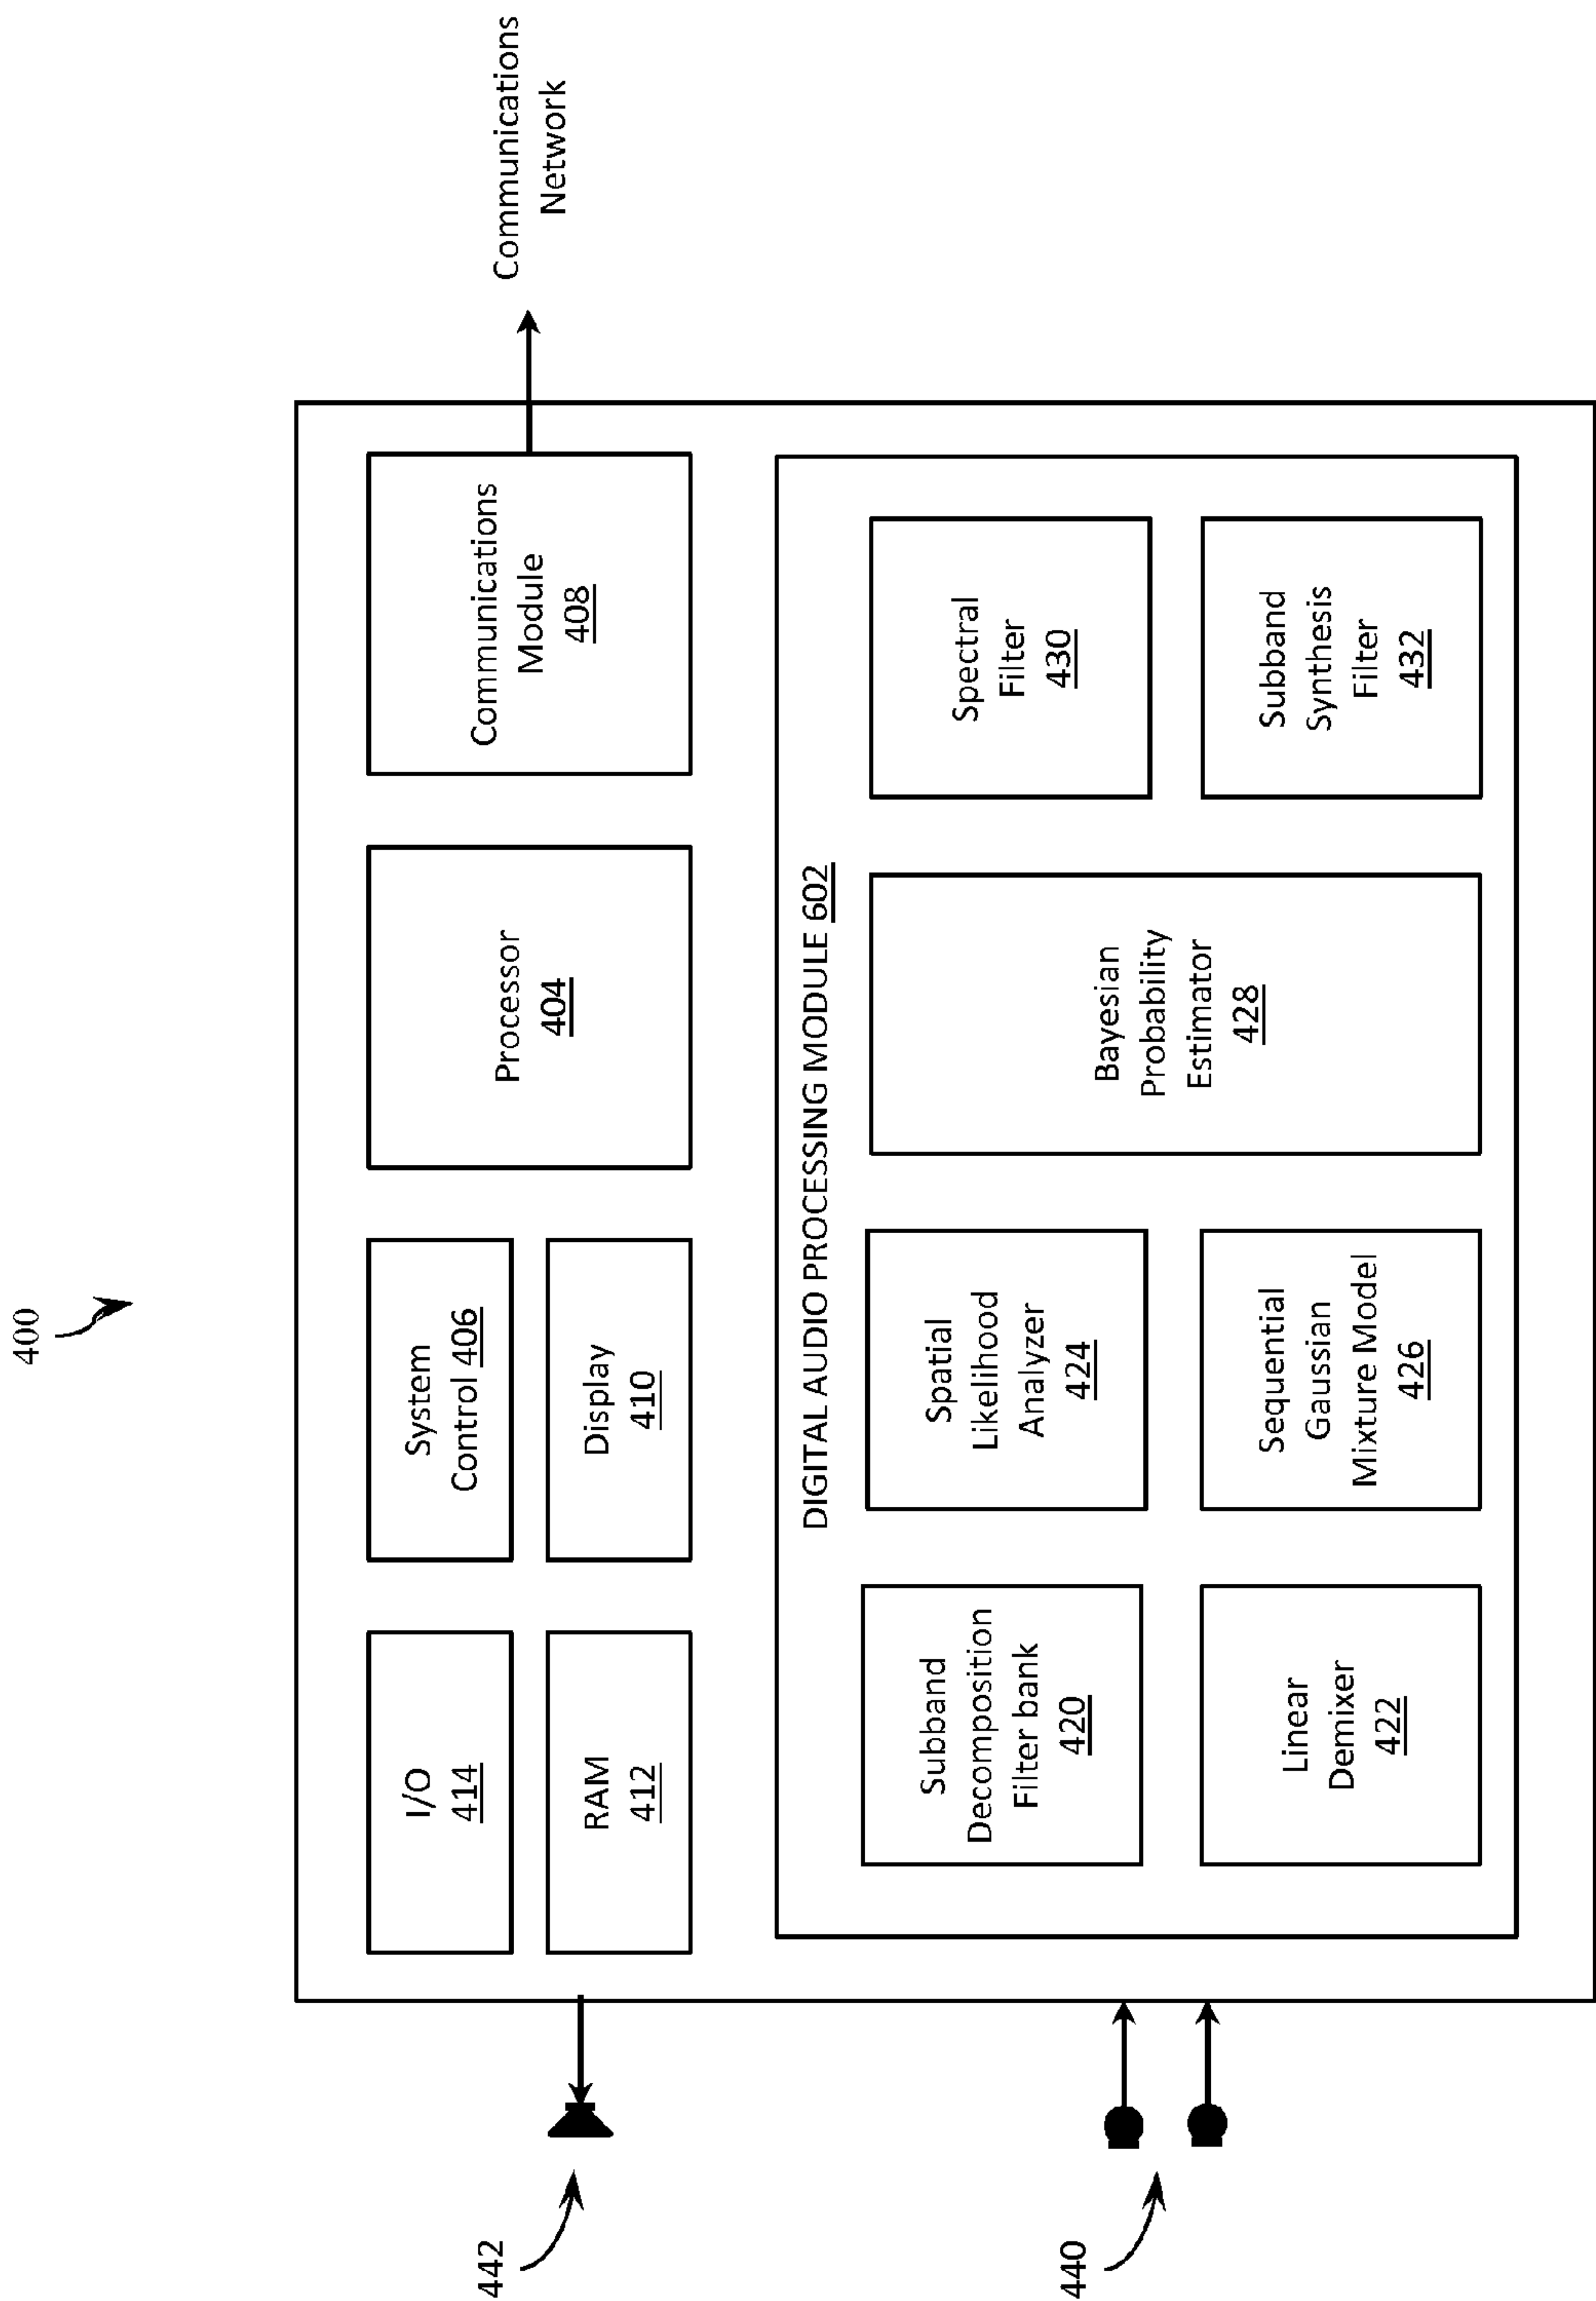 400
I/O
414
RAM
412
System
Control 406
Display
410
Processor
404
Communications
Module
408
Communications
Network
DIGITAL AUDIO PROCESSING MODULE 602
Subband
Decomposition
Filter bank
420
Linear
Demixer
422
Spatial
Likelihood
Analyzer
424
Sequential
Gaussian
Mixture Model
426
Bayesian
Probability
Estimator
428
Spectral
Filter
430
Subband
Synthesis
Filter
432
442
440